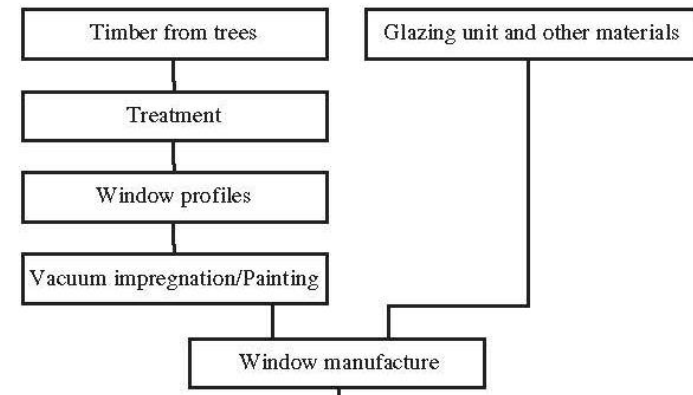 Timber from trees
Glazing unit and other materials
Treatment
Window profiles
Vacuum impregnation/Painting
Window manufacture